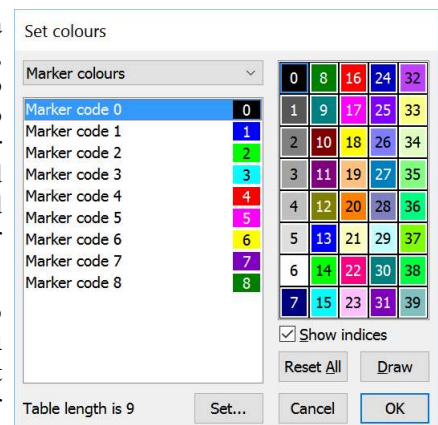 Set colours
Marker colours
Marker code 0 0
Marker code 1 1
Marker code 2 2
Marker code 3 3
Marker code 4 4
Marker code 5 5
Marker code 6 6
Marker code 7 7
Marker code 8 8
Table length is 9 Set...
0 8 16 24 32
1 9 17 25 33
2 10 18 26 34
3 11 19 27 35
4 12 20 28 36
5 13 21 29 37
6 14 22 30 38
7 15 23 31 39
Show indices
Reset All Draw
Cancel OK